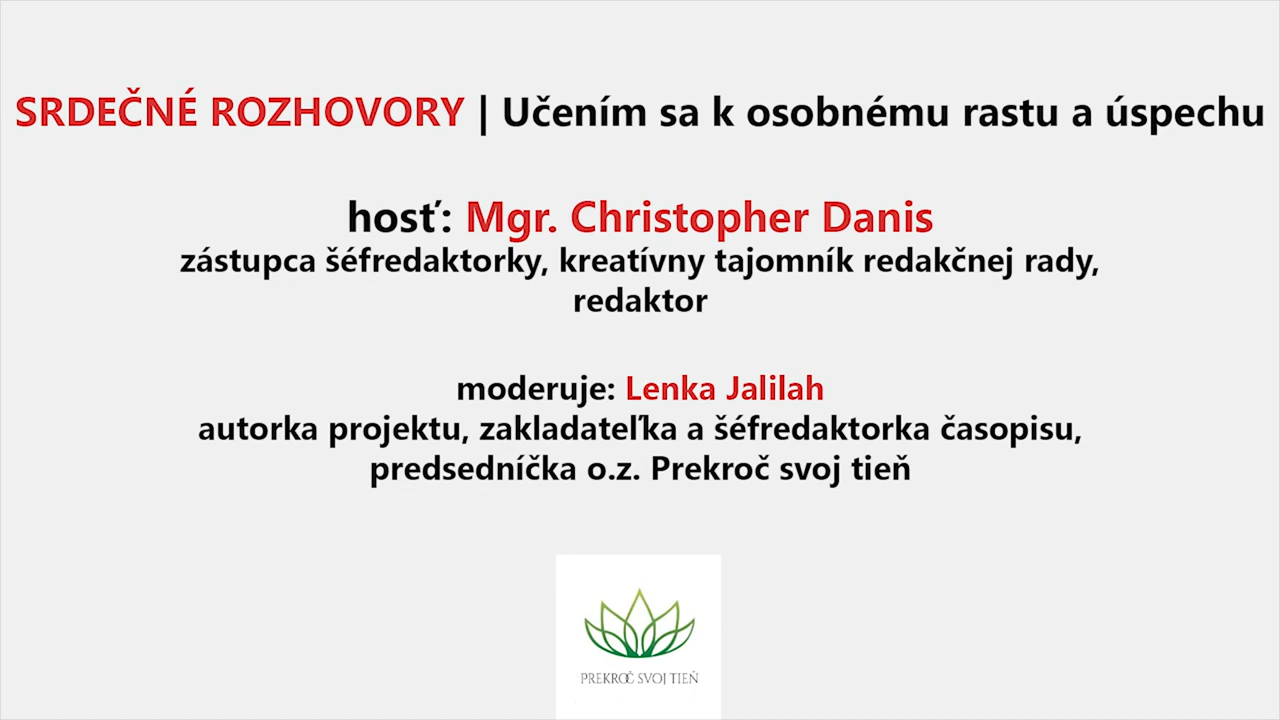 SRDEČNÉ ROZHOVORY | Učením sa k osobnému rastu a úspechu
hosť: Mgr. Christopher Danis
zástupca šéfredaktorky, kreatívny tajomník redakčnej rady,
redaktor
moderuje: Lenka Jalilah
autorka projektu, zakladateľka a šéfredaktorka časopisu,
predsedníčka o.z. Prekroč svoj tieň
PREKROČ SVOJ TIEŇ